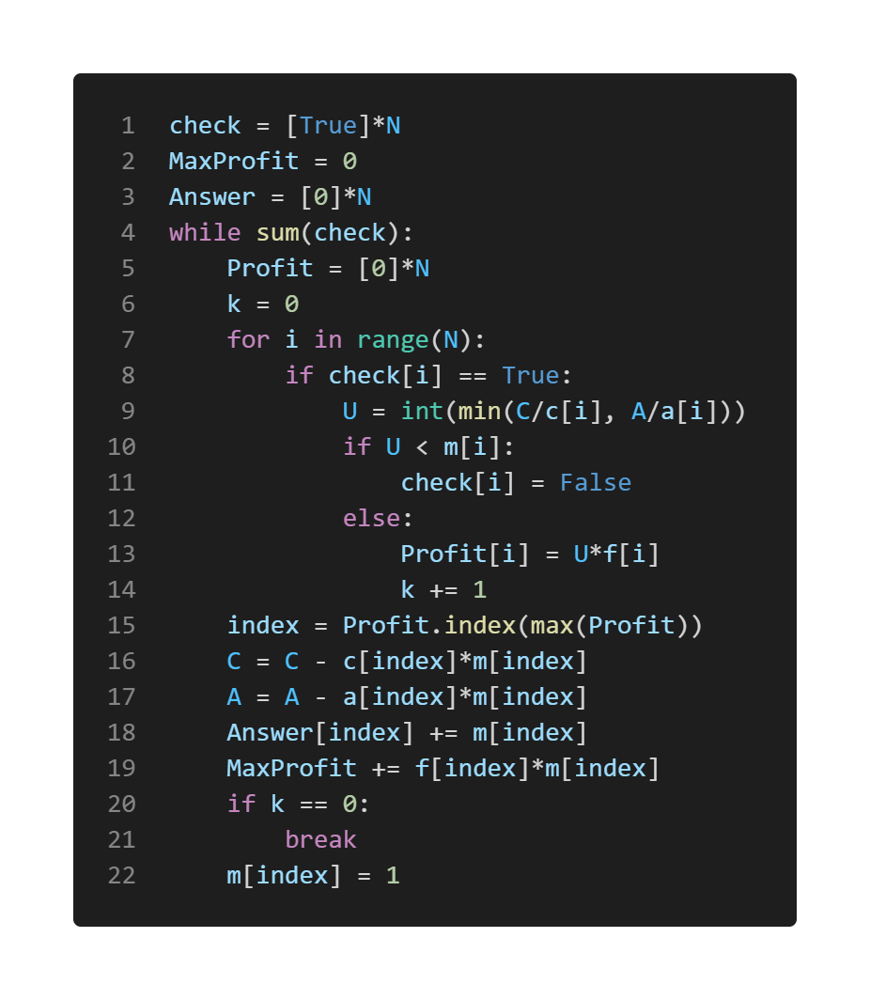 1 check = [True]*N
2 MaxProfit = 0
3 Answer = [0]*N
4 while sum(check):
5     Profit = [0]*N
6     k = 0
7     for i in range(N):
8         if check[i] == True:
9             U = int(min(C/c[i], A/a[i]))
10             if U < m[i]:
11                 check[i] = False
12             else:
13                 Profit[i] = U*f[i]
14                 k += 1
15     index = Profit.index(max(Profit))
16     C = C - c[index]*m[index]
17     A = A - a[index]*m[index]
18     Answer[index] += m[index]
19     MaxProfit += f[index]*m[index]
20     if k == 0:
21         break
22     m[index] = 1